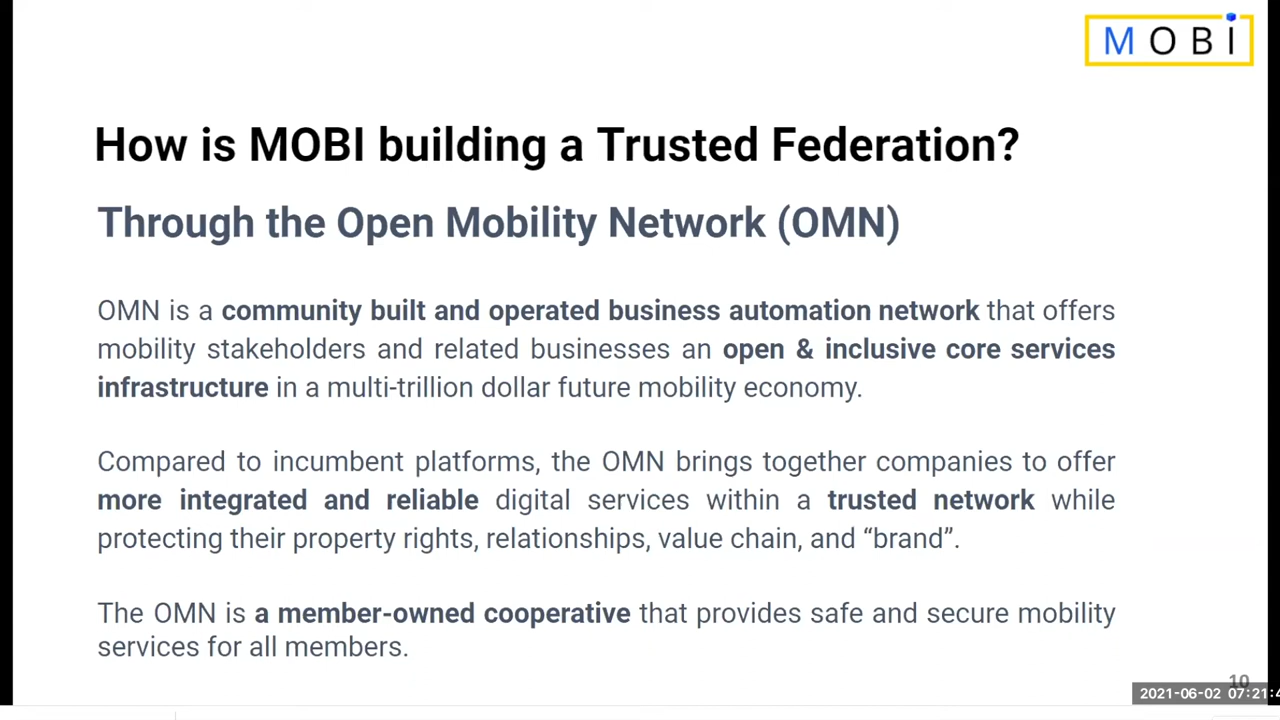 MOBi
How is MOBI building a Trusted Federation?
Through the Open Mobility Network (OMN)
OMN is a community built and operated business automation network that offers
mobility stakeholders and related businesses an open & inclusive core services
infrastructure in a multi-trillion dollar future mobility economy.
Compared to incumbent platforms, the OMN brings together companies to offer
more integrated and reliable digital services within a trusted network while
protecting their property rights, relationships, value chain, and “brand”.
The OMN is a member-owned cooperative that provides safe and secure mobility
services for all members.
10
2021-06-02 07:21:4